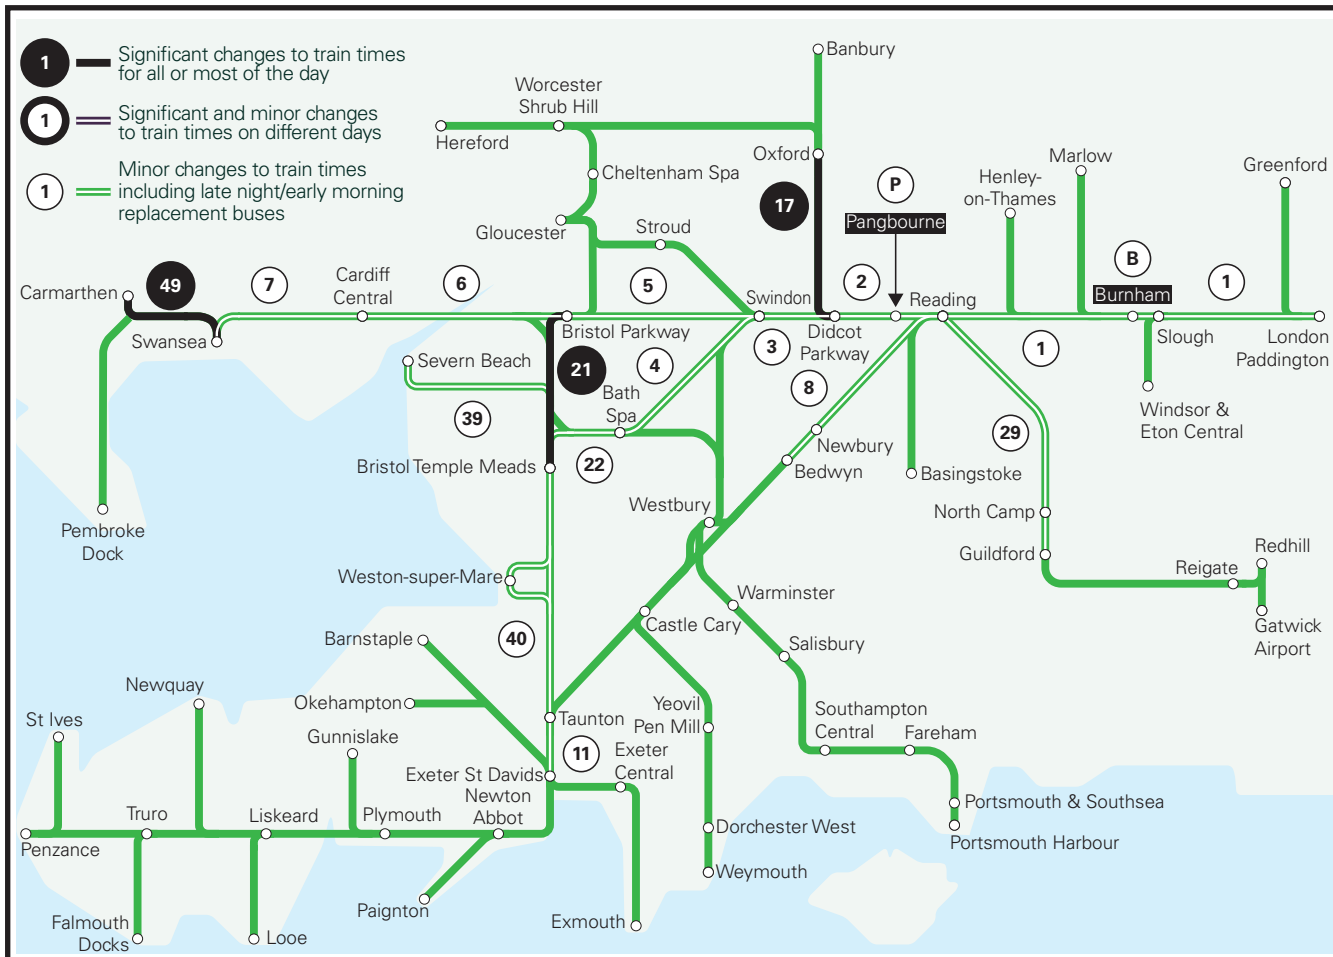 1
Significant changes to train times
for all or most of the day
1
Significant and minor changes
to train times on different days
1
Minor changes to train times
including late night/early morning
replacement buses
Banbury
Worcester
Shrub Hill
Hereford
Oxford
Cheltenham Spa
17
P
Pangbourne
Henley-
on-Thames
Marlow
Greenford
Gloucester
Stroud
Carmarthen
49
7
Cardiff
Central
6
5
Swindon
2
Reading
B
Burnham
1
Swansea
Bristol Parkway
3
Didcot
Parkway
1
Slough
London
Paddington
Severn Beach
21
4
8
Bath
Spa
39
Windsor &
Eton Central
29
Newbury
Bristol Temple Meads
22
Bedwyn
Basingstoke
Pembroke
Dock
Westbury
North Camp
Guildford
Redhill
Reigate
Weston-super-Mare
Warminster
Castle Cary
Gatwick
Airport
Barnstaple
40
Salisbury
Newquay
Okehampton
Yeovil
Pen Mill
Southampton
Central
St Ives
Taunton
Gunnislake
11
Exeter
Central
Fareham
Exeter St Davids
Newton
Abbot
Truro
Liskeard
Plymouth
Portsmouth & Southsea
Penzance
Dorchester West
Portsmouth Harbour
Weymouth
Paignton
Falmouth
Docks
Looe
Exmouth